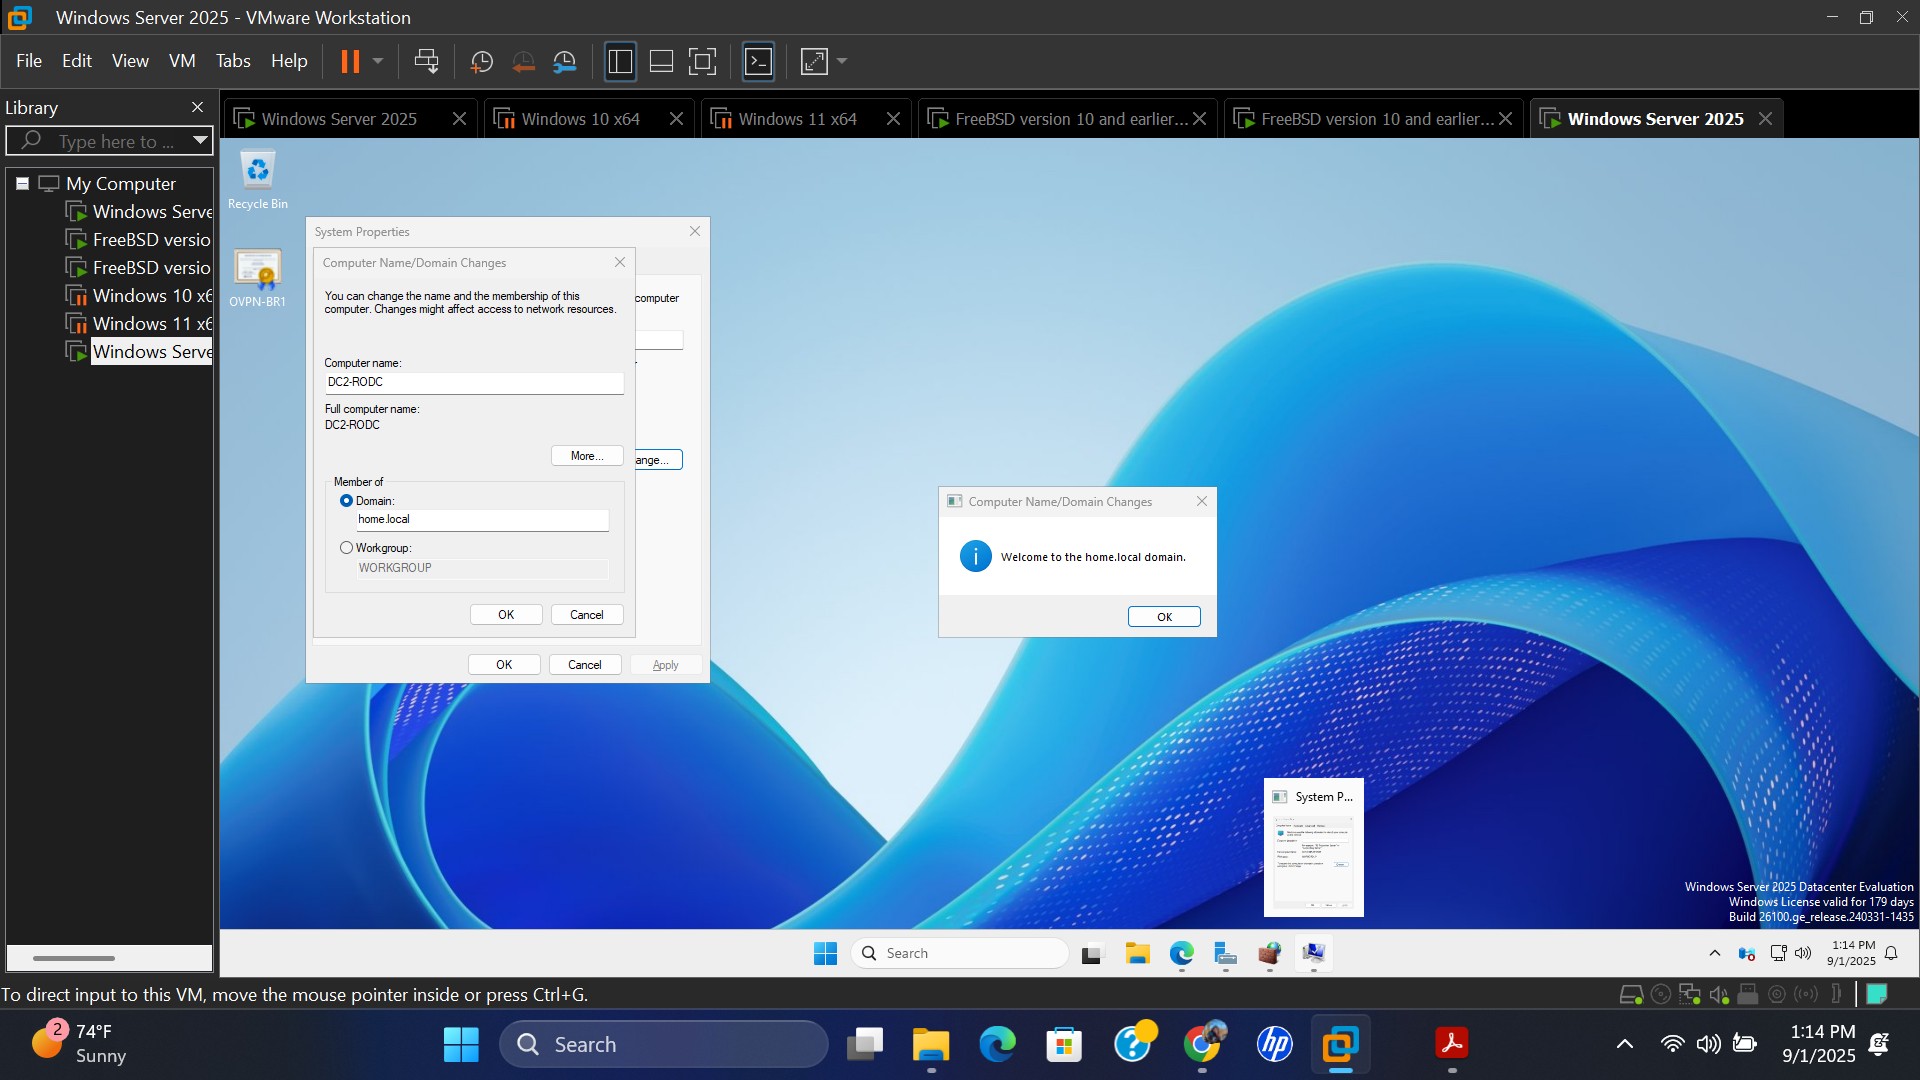 Windows Server 2025 - VMware Workstation
File Edit View VM Tabs Help
Library
Type here to ...
My Computer
Windows Serve
FreeBSD versio
FreeBSD versio
Windows 10 x6
Windows 11 x6
Windows Serve
Windows Server 2025
Windows 10 x64
Windows 11 x64
FreeBSD version 10 and earlier...
FreeBSD version 10 and earlier...
Windows Server 2025
Recycle Bin
OVPN-BR1
System Properties
Computer Name/Domain Changes
You can change the name and the membership of this
computer. Changes might affect access to network resources.
computer
Computer name:
DC2-RODC
Full computer name:
DC2-RODC
More...
ange...
Member of
Domain:
home.local
Workgroup:
WORKGROUP
OK Cancel
OK Cancel Apply
Computer Name/Domain Changes
Welcome to the home.local domain.
OK
System P...
Windows Server 2025 Datacenter Evaluation
Windows License valid for 179 days
Build 26100.ge_release.240331-1435
Search
1:14 PM
9/1/2025
To direct input to this VM, move the mouse pointer inside or press Ctrl+G.
2
74°F
Sunny
Search
hp
1:14 PM
9/1/2025